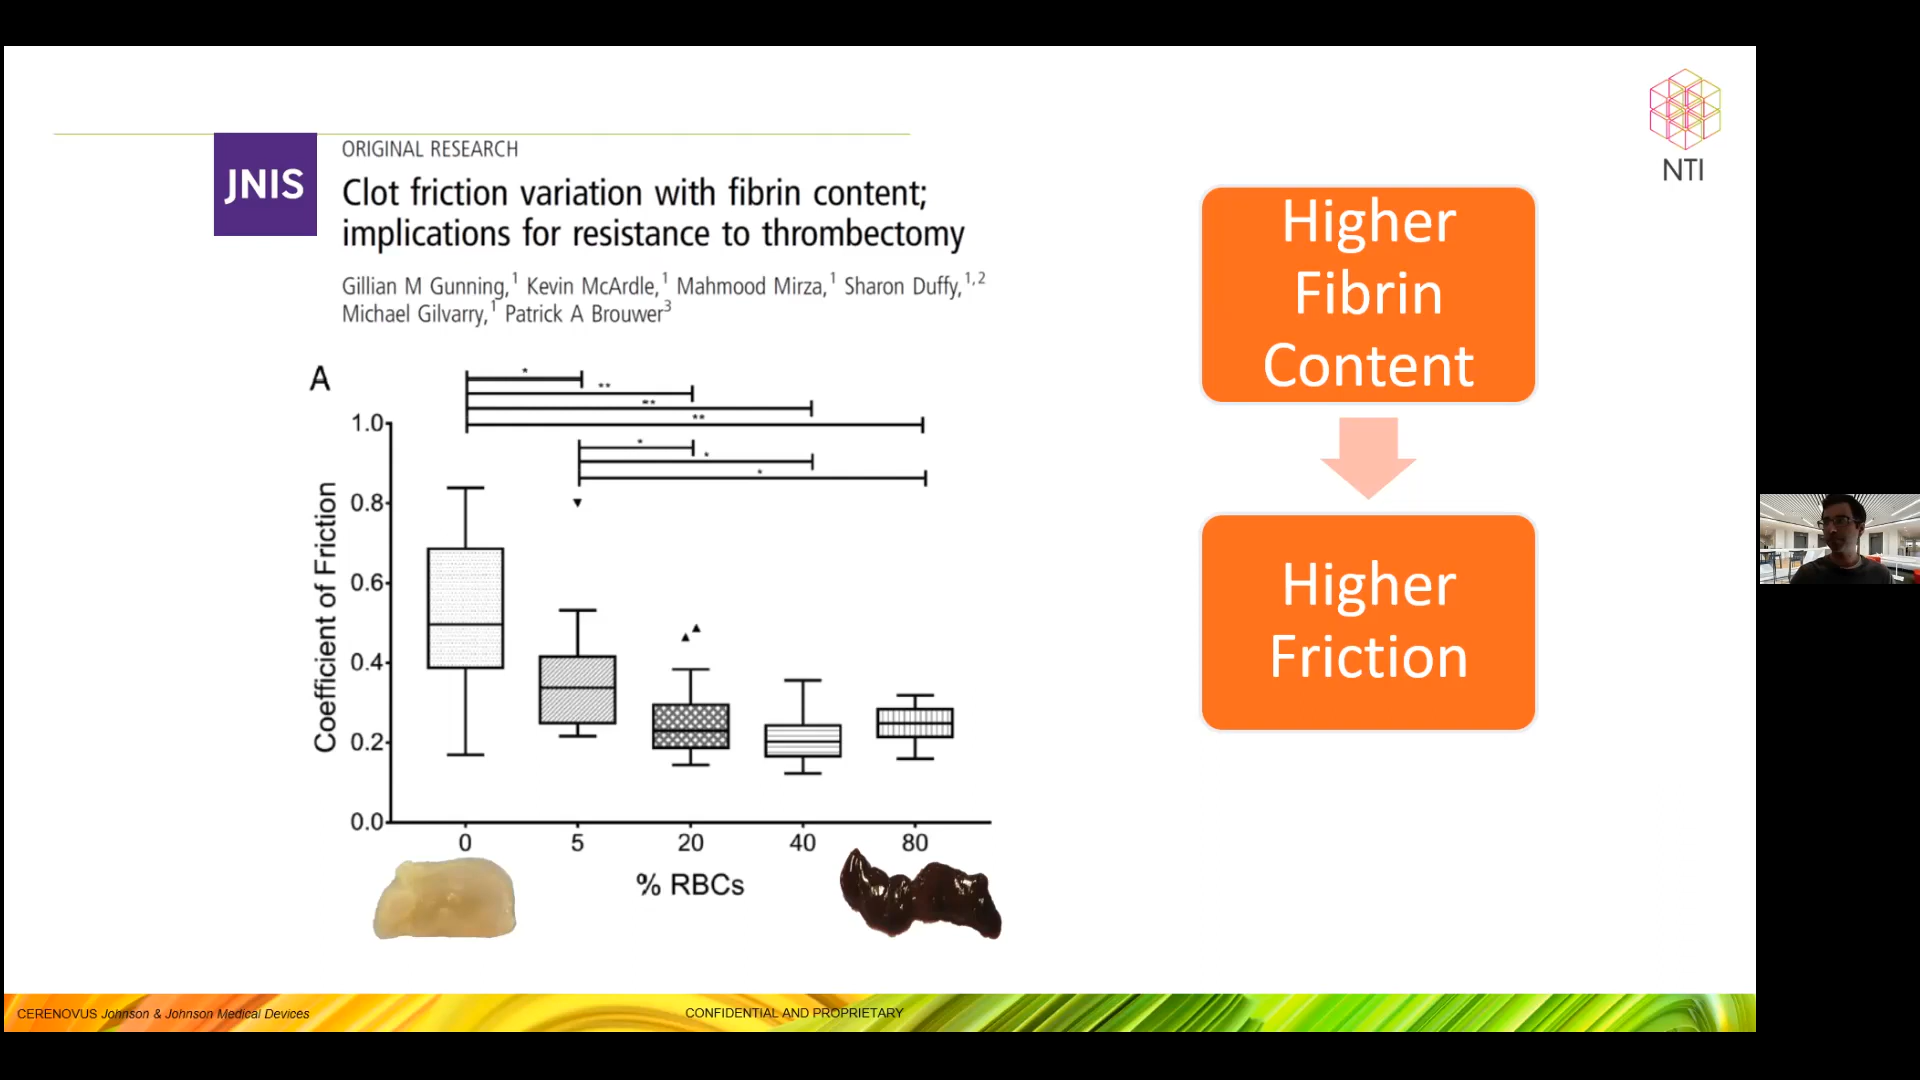 NTI
JNIS
ORIGINAL RESEARCH
Clot friction variation with fibrin content;
implications for resistance to thrombectomy
Gillian M Gunning,1 Kevin McArdle,1 Mahmood Mirza,1 Sharon Duffy,1,2
Michael Gilvarry,1 Patrick A Brouwer3
A
*
**
**
**
*
*
*
1.0
0.8
0.6
0.4
0.2
0.0
Coefficient of Friction
0 5 20 40 80
% RBCs
Higher
Fibrin
Content
Higher
Friction
CERENOVUS Johnson & Johnson Medical Devices
CONFIDENTIAL AND PROPRIETARY